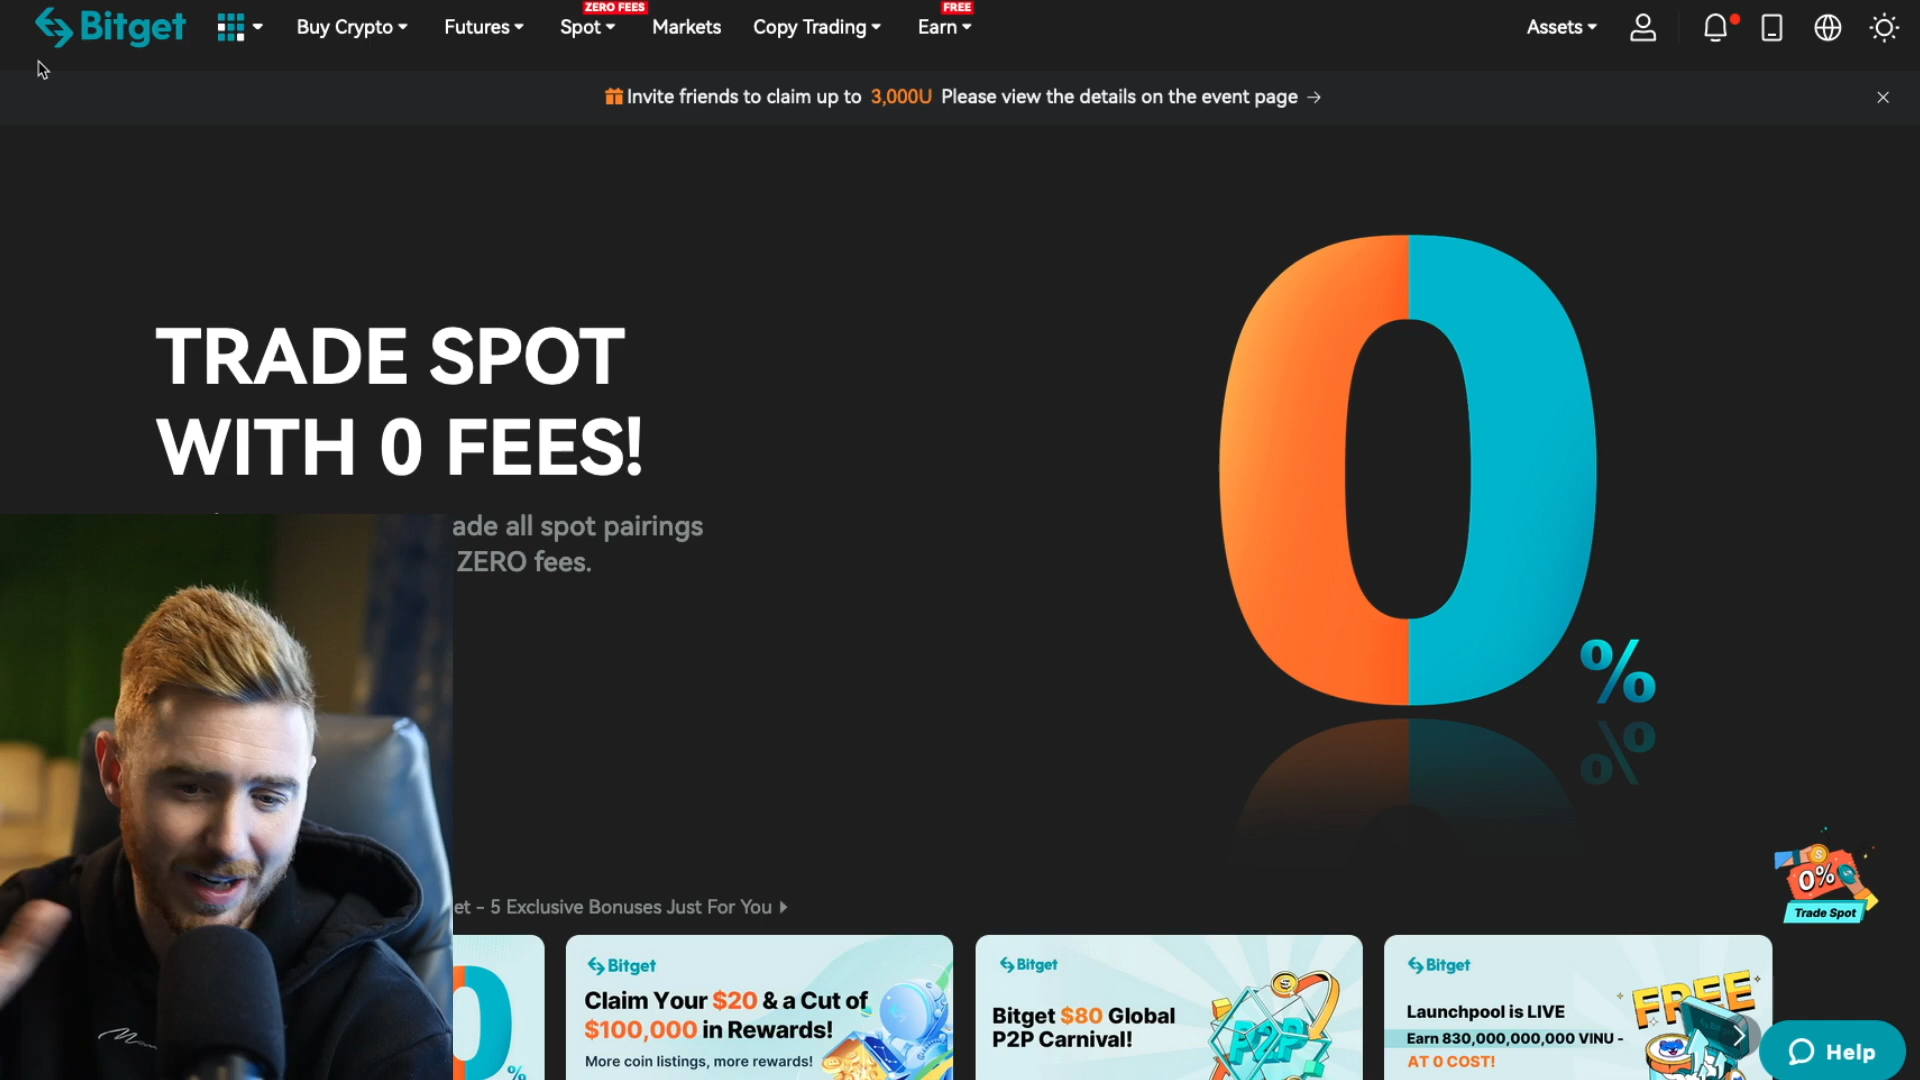 Bitget
Buy Crypto
Futures
ZERO FEES
Spot
Markets
Copy Trading
FREE
Earn
Assets
Invite friends to claim up to 3,000U Please view the details on the event page →
TRADE SPOT
WITH 0 FEES!
ade all spot pairings
ZERO fees.
0
%
0%
Trade Spot
et - 5 Exclusive Bonuses Just For You
0
%
Bitget
Claim Your $20 & a Cut of
$100,000 in Rewards!
More coin listings, more rewards!
Bitget
Bitget $80 Global
P2P Carnival!
P2P
Bitget
Launchpool is LIVE
Earn 830,000,000,000 VINU -
AT 0 COST!
FREE
Help